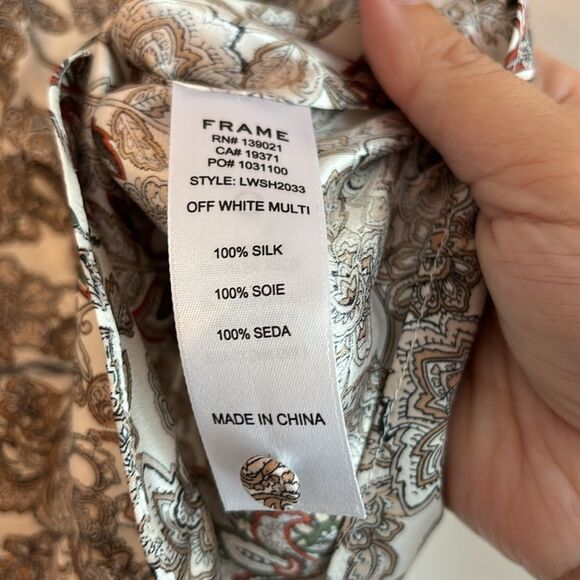 FRAME
RN# 139021
CA# 19371
PO# 1031100
STYLE: LWSH2033
OFF WHITE MULTI
100% SILK
100% SOIE
100% SEDA
MADE IN CHINA